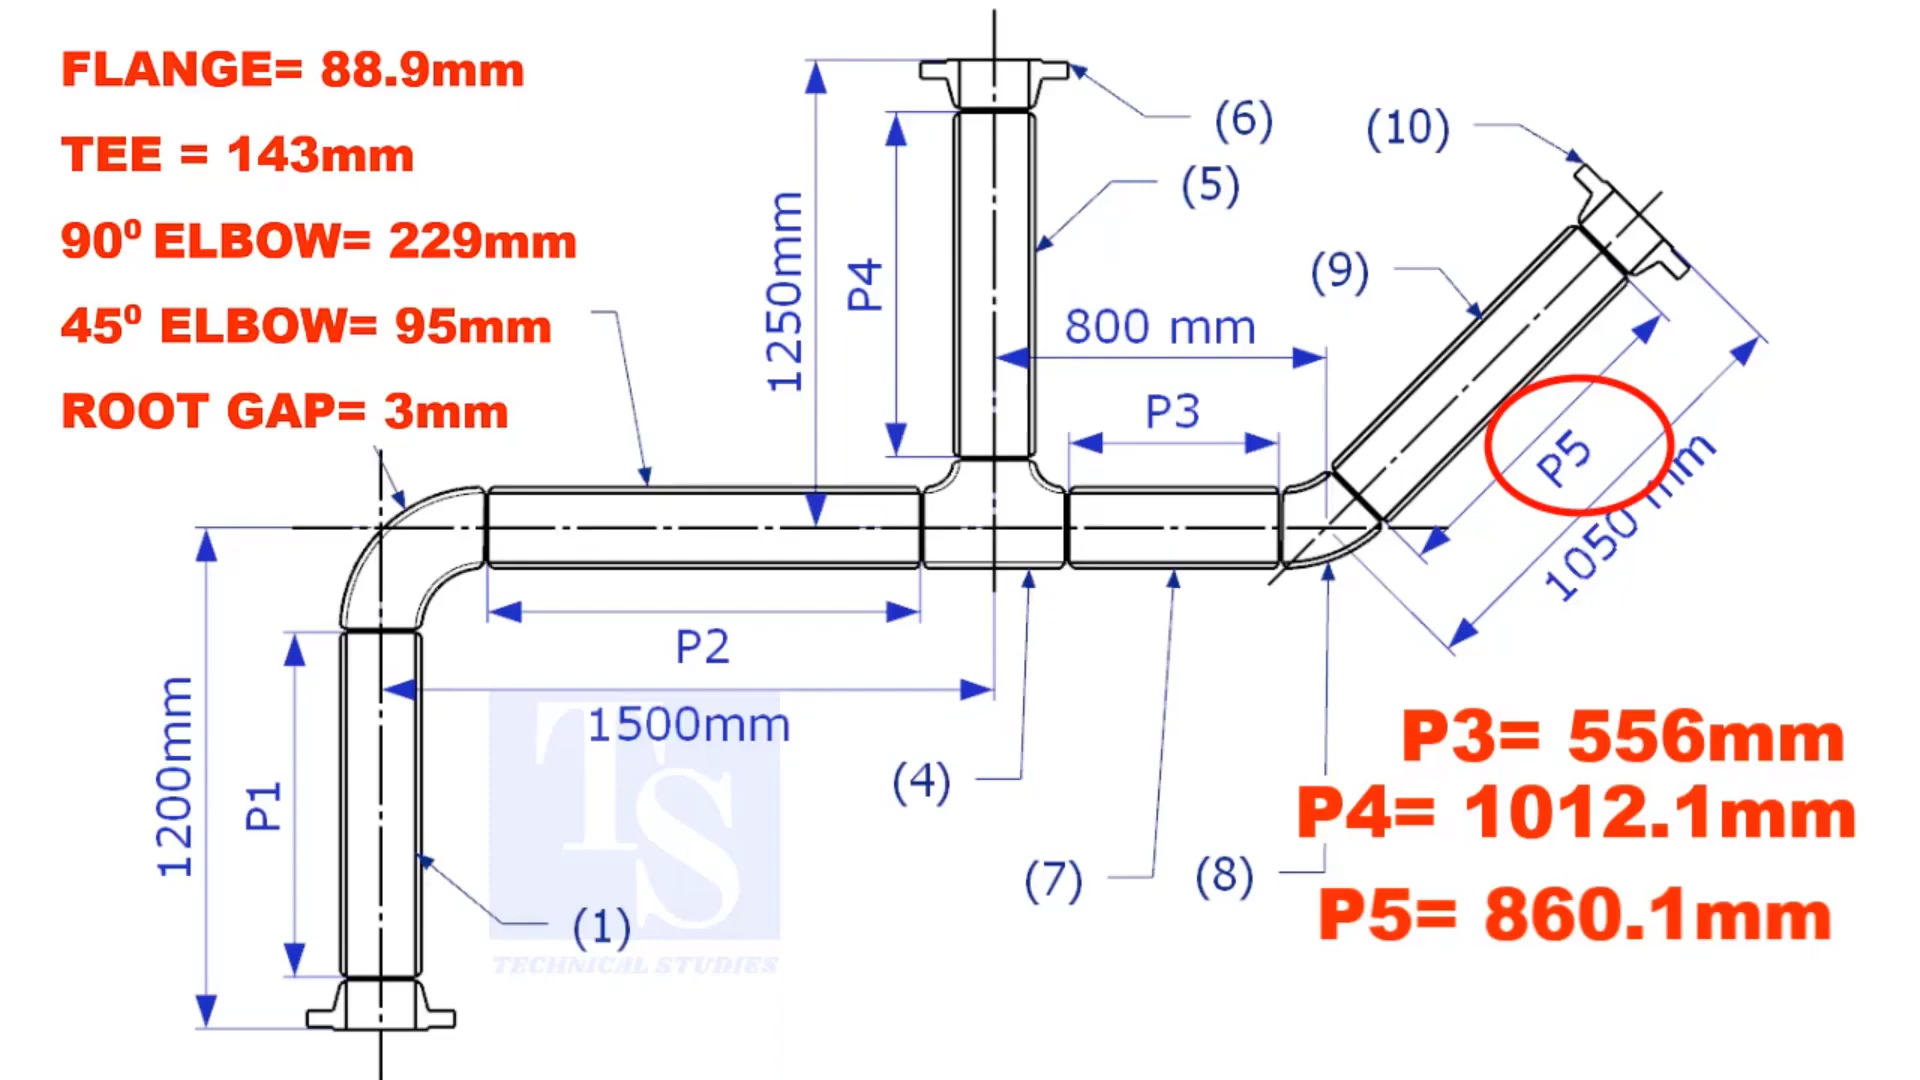 FLANGE= 88.9mm
TEE = 143mm
90⁰ ELBOW= 229mm
45⁰ ELBOW= 95mm
ROOT GAP= 3mm
(6)
(10)
(5)
1250mm
P4
(9)
800 mm
P3
P5
1050 mm
P2
1500mm
1200mm
P1
(4)
(7)
(8)
(1)
TS
TECHNICAL STUDIES
P3= 556mm
P4= 1012.1mm
P5= 860.1mm